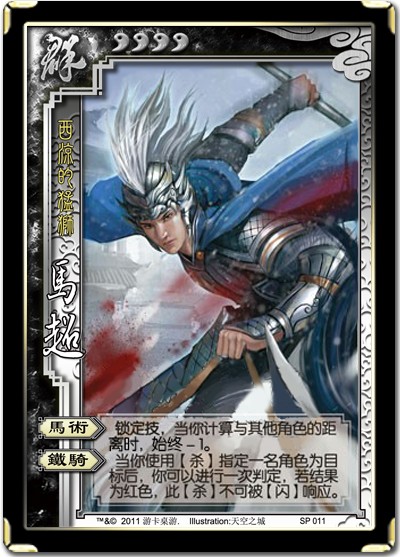 群
西涼的猛獅
馬超
馬術
锁定技，当你计算与其他角色的距
离时，始终-1。
鐵騎
当你使用【杀】指定一名角色为目
标后，你可以进行一次判定，若结果
为红色，此【杀】不可被【闪】响应。
™&© 2011 游卡桌游. Illustration:天空之城 SP 011